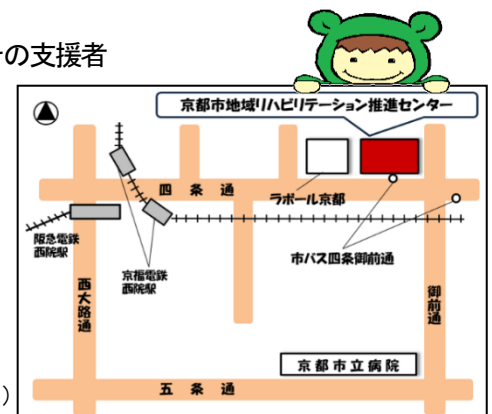 の支援者
京都市地域リハビリテーション推進センター
四条通
ラポール京都
阪急電鉄
西院駅
京福電鉄
西院駅
市バス四条御前通
西大路通
御前通
京都市立病院
五条通
)